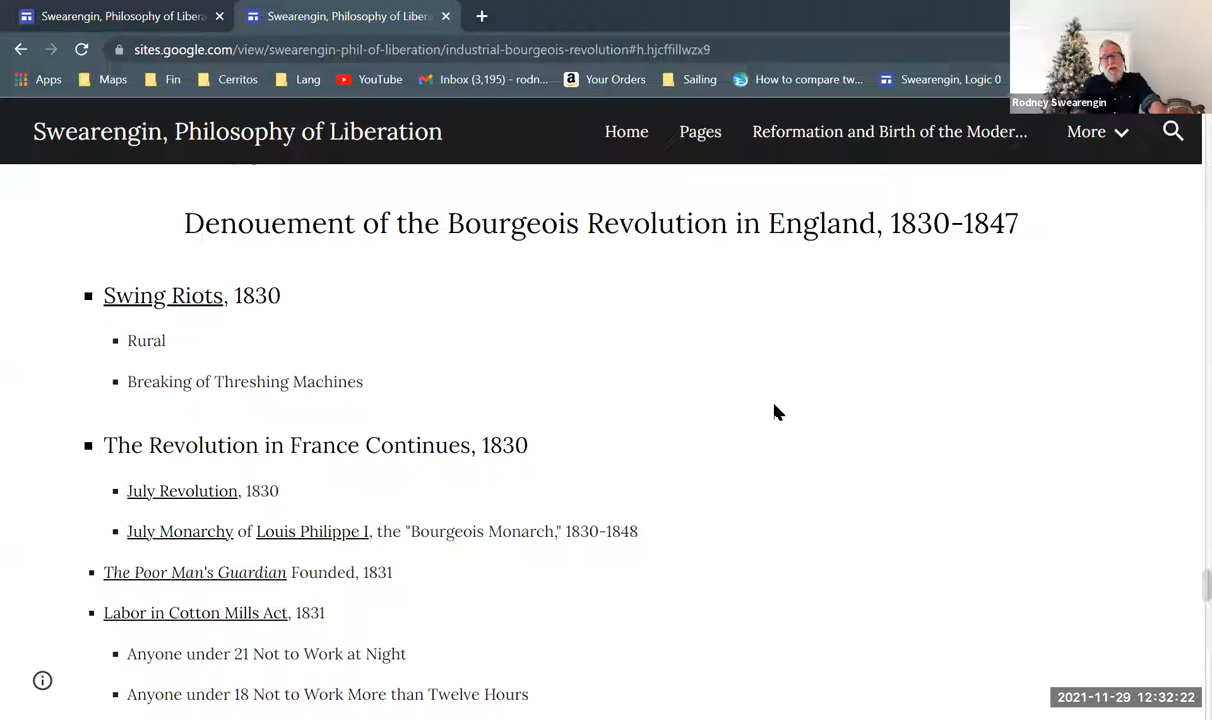 Swearengin, Philosophy of Libera
Swearengin, Philosophy of Libera
sites.google.com/view/swearengin-phil-of-liberation/industrial-bourgeois-revolution#h.hjcffillwzx9
Apps Maps Fin Cerritos Lang YouTube Inbox (3,195) - rodn... Your Orders Sailing How to compare tw... Swearengin, Logic 0
Rodney Swearengin
Swearengin, Philosophy of Liberation Home Pages Reformation and Birth of the Moder... More
Denouement of the Bourgeois Revolution in England, 1830-1847
Swing Riots, 1830
Rural
Breaking of Threshing Machines
The Revolution in France Continues, 1830
July Revolution, 1830
July Monarchy of Louis Philippe I, the "Bourgeois Monarch," 1830-1848
The Poor Man's Guardian Founded, 1831
Labor in Cotton Mills Act, 1831
Anyone under 21 Not to Work at Night
Anyone under 18 Not to Work More than Twelve Hours
2021-11-29 12:32:22